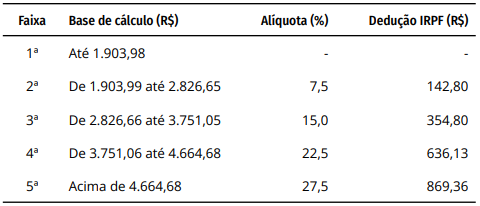 Faixa Base de cálculo (R$) Alíquota (%) Dedução IRPF (R$)
1ª Até 1.903,98 - -
2ª De 1.903,99 até 2.826,65 7,5 142,80
3ª De 2.826,66 até 3.751,05 15,0 354,80
4ª De 3.751,06 até 4.664,68 22,5 636,13
5ª Acima de 4.664,68 27,5 869,36